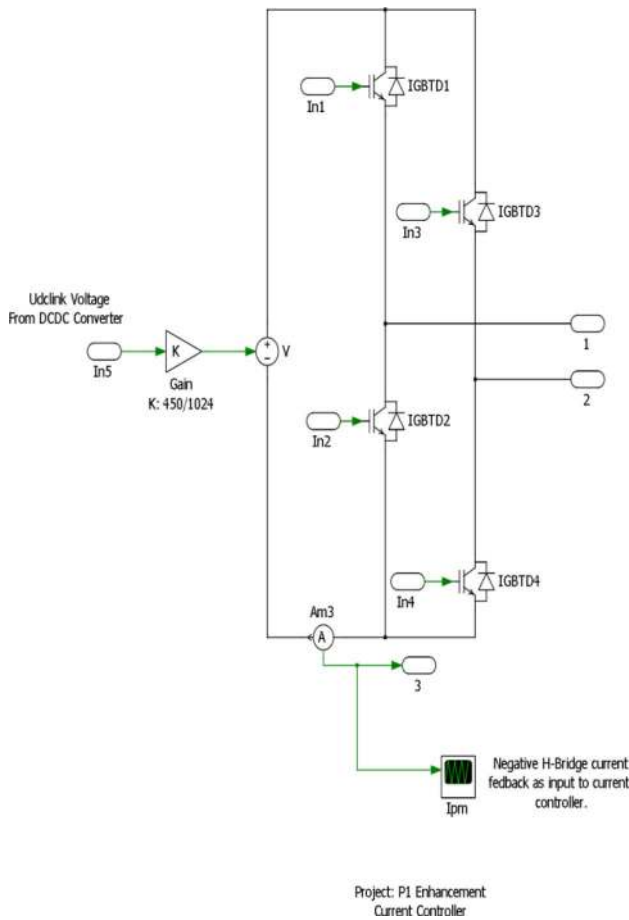 IGBTD1
In1
IGBTD3
In3
Udclink Voltage
From DCDC Converter
+
-
V
1
K
In5
Gain
K: 450/1024
2
IGBTD2
In2
IGBTD4
In4
Am3
A
3
Negative H-Bridge current
fedback as input to current
controller.
Ipm
Project: P1 Enhancement
Current Controller